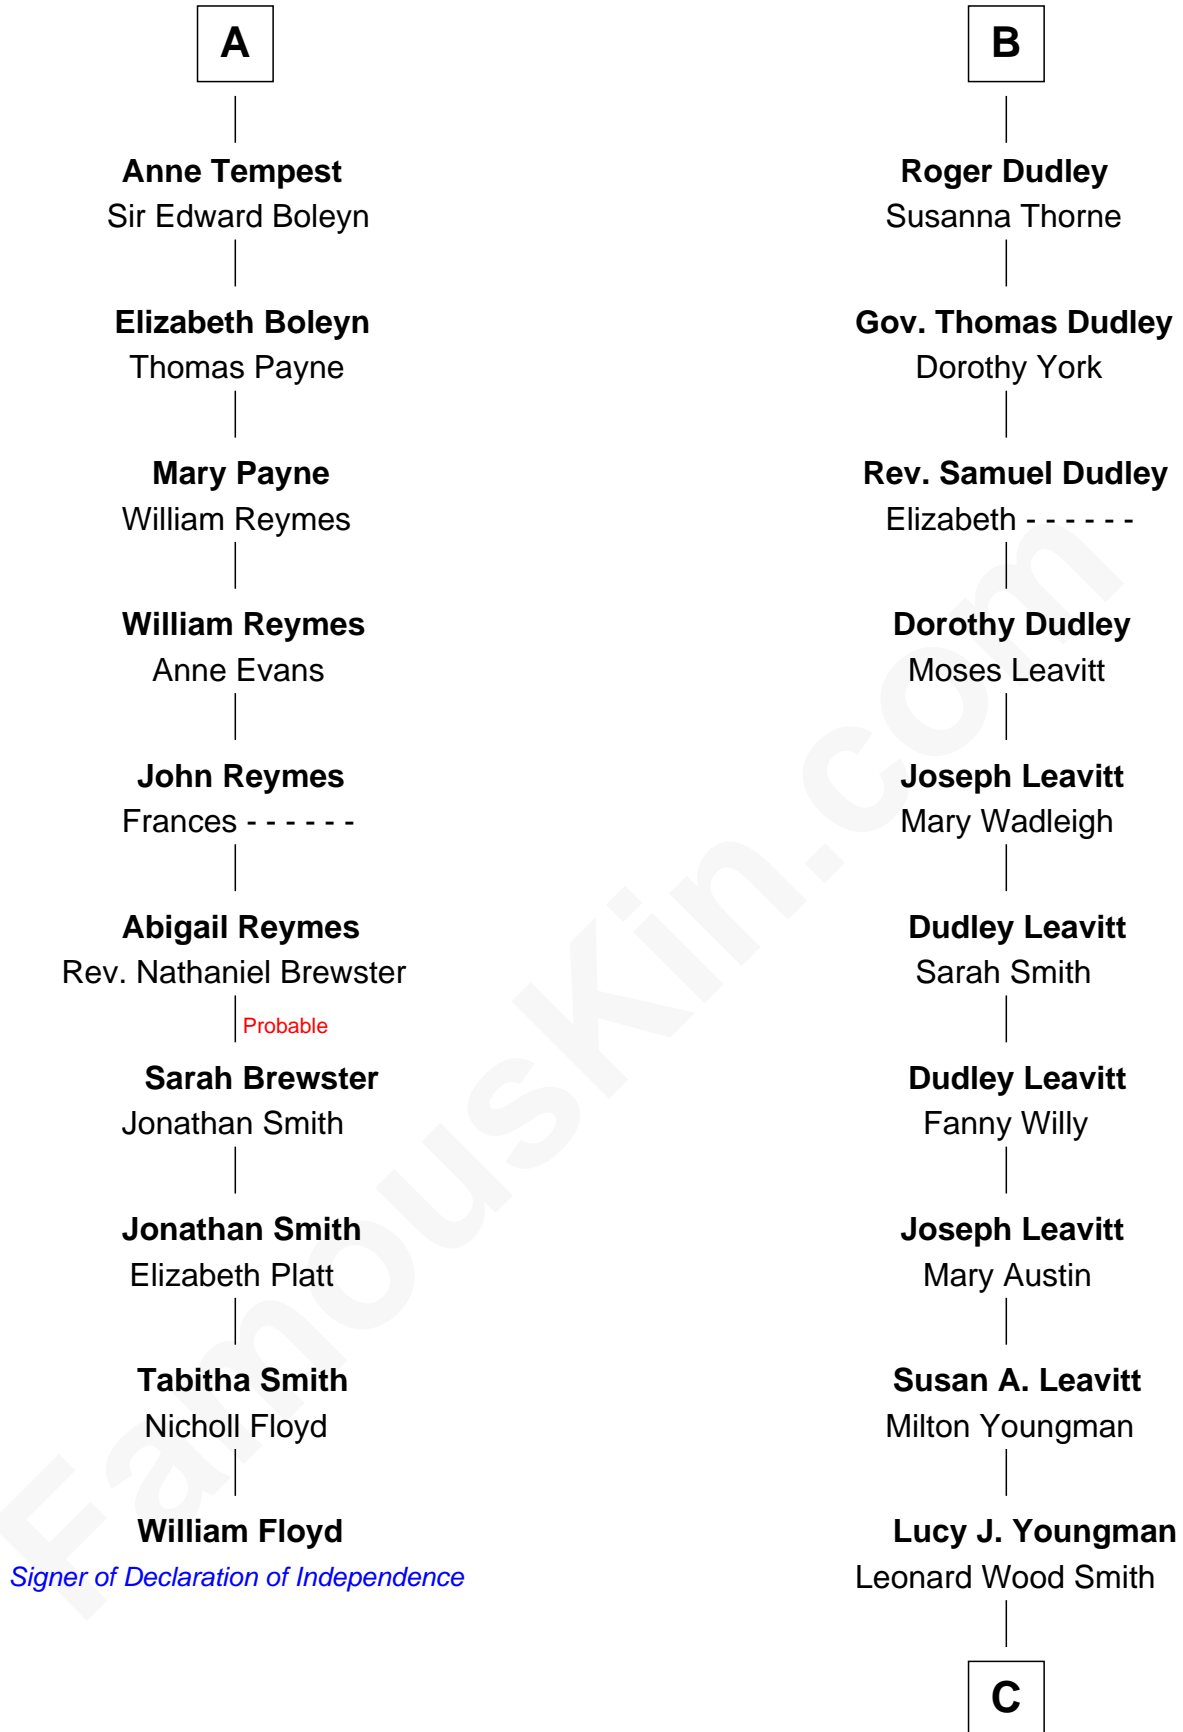 A
Anne Tempest
Sir Edward Boleyn
Elizabeth Boleyn
Thomas Payne
Mary Payne
William Reymes
William Reymes
Anne Evans
John Reymes
Frances - - - - - -
Abigail Reymes
Rev. Nathaniel Brewster
Probable
Sarah Brewster
Jonathan Smith
Jonathan Smith
Elizabeth Platt
Tabitha Smith
Nicholl Floyd
William Floyd
Signer of Declaration of Independence
B
Roger Dudley
Susanna Thorne
Gov. Thomas Dudley
Dorothy York
Rev. Samuel Dudley
Elizabeth - - - - - -
Dorothy Dudley
Moses Leavitt
Joseph Leavitt
Mary Wadleigh
Dudley Leavitt
Sarah Smith
Dudley Leavitt
Fanny Willy
Joseph Leavitt
Mary Austin
Susan A. Leavitt
Milton Youngman
Lucy J. Youngman
Leonard Wood Smith
C
FamousKin.com